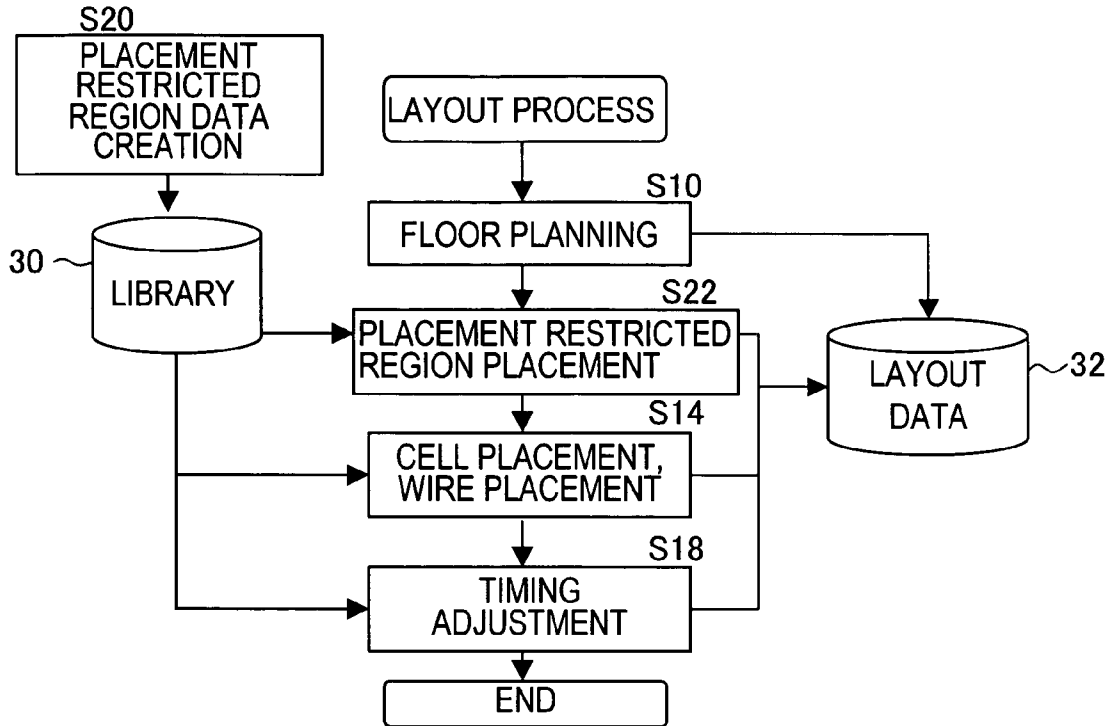 S20
PLACEMENT
RESTRICTED
REGION DATA
CREATION
LAYOUT PROCESS
S10
FLOOR PLANNING
30
LIBRARY
S22
PLACEMENT RESTRICTED
REGION PLACEMENT
LAYOUT
DATA
32
S14
CELL PLACEMENT,
WIRE PLACEMENT
S18
TIMING
ADJUSTMENT
END